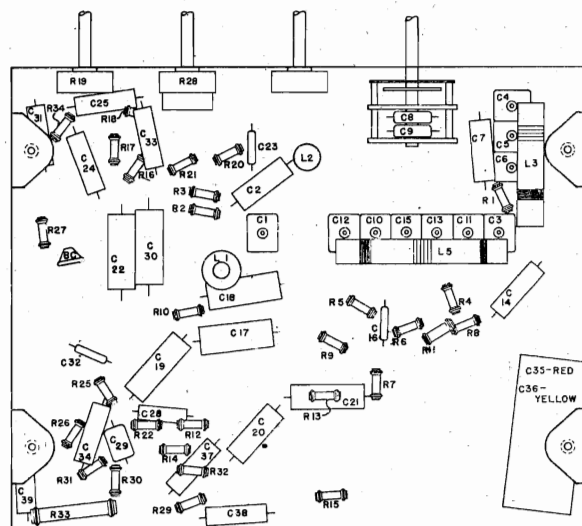 R19
R28
C4
C31
R34
C25
R18
C33
C8
C9
C7
C5
L3
C6
R17
C24
R16
R21
R20
C23
L2
C2
R3
R2
R1
R27
C1
C12
C10
C15
C13
C11
C3
BC
C22
C30
L1
L5
C18
R5
R4
C14
R10
C16
R6
R11
R8
C17
R9
C32
C19
C35-RED
C36-
YELLOW
R25
R7
R13
C21
C28
R26
R22
R12
C20
C34
C29
R14
C37
R32
R31
R30
C39
R33
R29
C38
R15